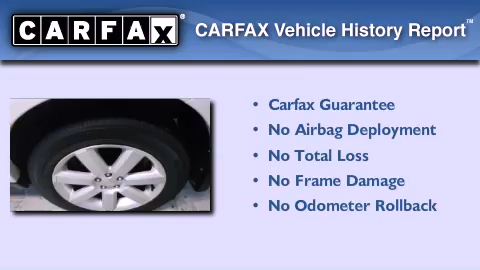 CARFAX® CARFAX Vehicle History Report™
• Carfax Guarantee
• No Airbag Deployment
• No Total Loss
• No Frame Damage
• No Odometer Rollback